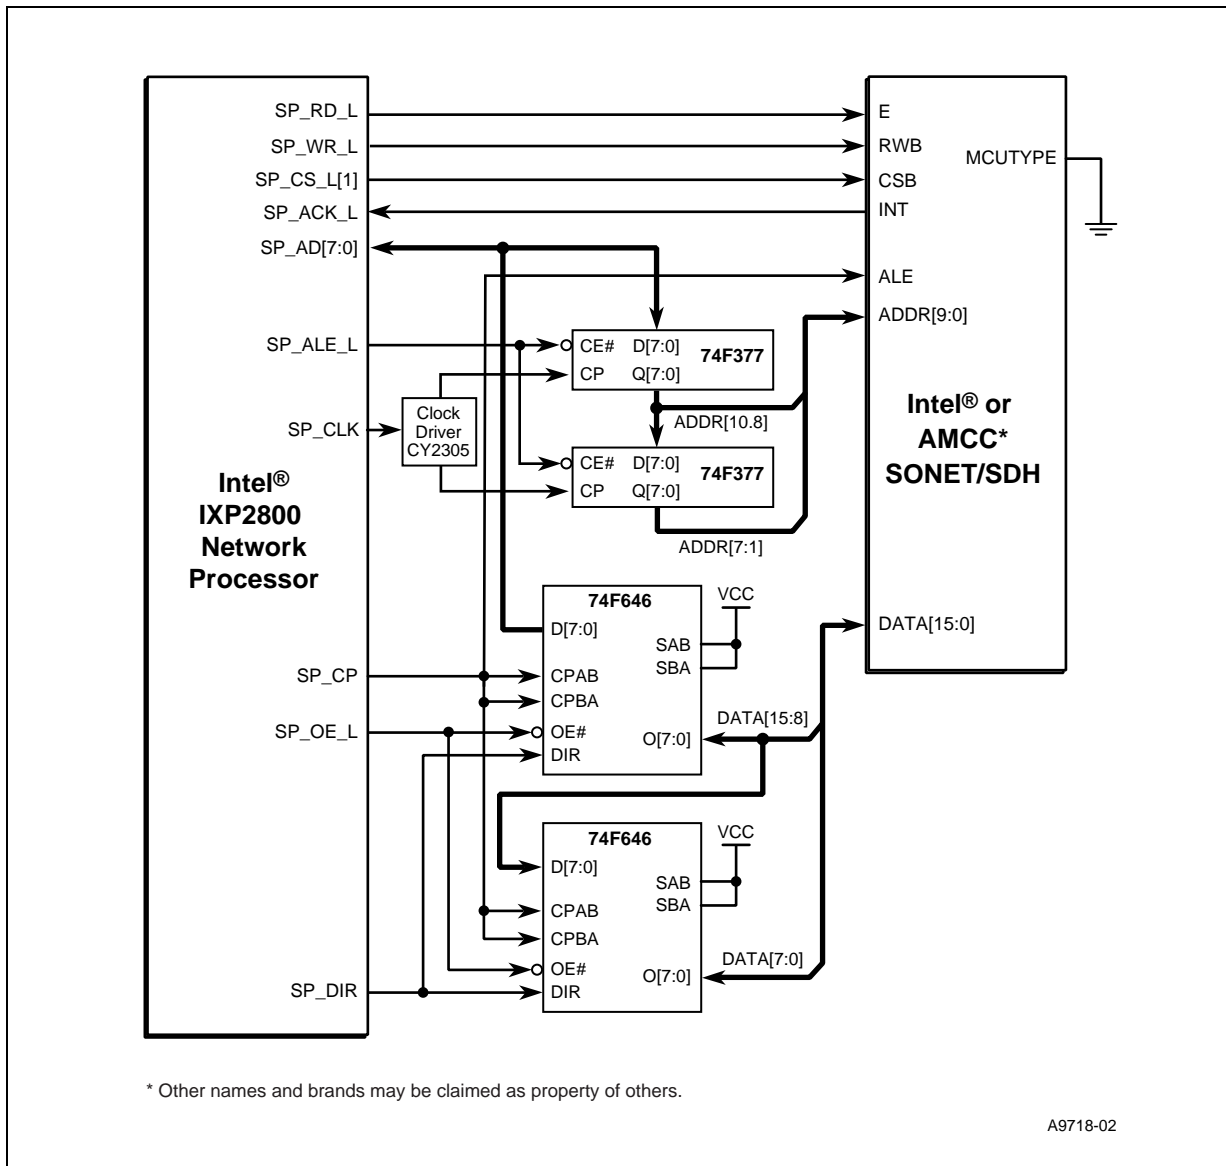 SP_RD_L
SP_WR_L
SP_CS_L[1]
SP_ACK_L
SP_AD[7:0]
SP_ALE_L
SP_CLK
Intel®
IXP2800
Network
Processor
SP_CP
SP_OE_L
SP_DIR
Clock
Driver
CY2305
CE# D[7:0]
74F377
CP Q[7:0]
ADDR[10.8]
CE# D[7:0]
74F377
CP Q[7:0]
ADDR[7:1]
74F646
D[7:0]
VCC
SAB
SBA
CPAB
CPBA
OE#
DIR
O[7:0]
DATA[15:8]
74F646
D[7:0]
VCC
SAB
SBA
CPAB
CPBA
OE#
DIR
O[7:0]
DATA[7:0]
E
RWB
CSB
INT
MCUTYPE
ALE
ADDR[9:0]
Intel® or
AMCC*
SONET/SDH
DATA[15:0]
* Other names and brands may be claimed as property of others.
A9718-02